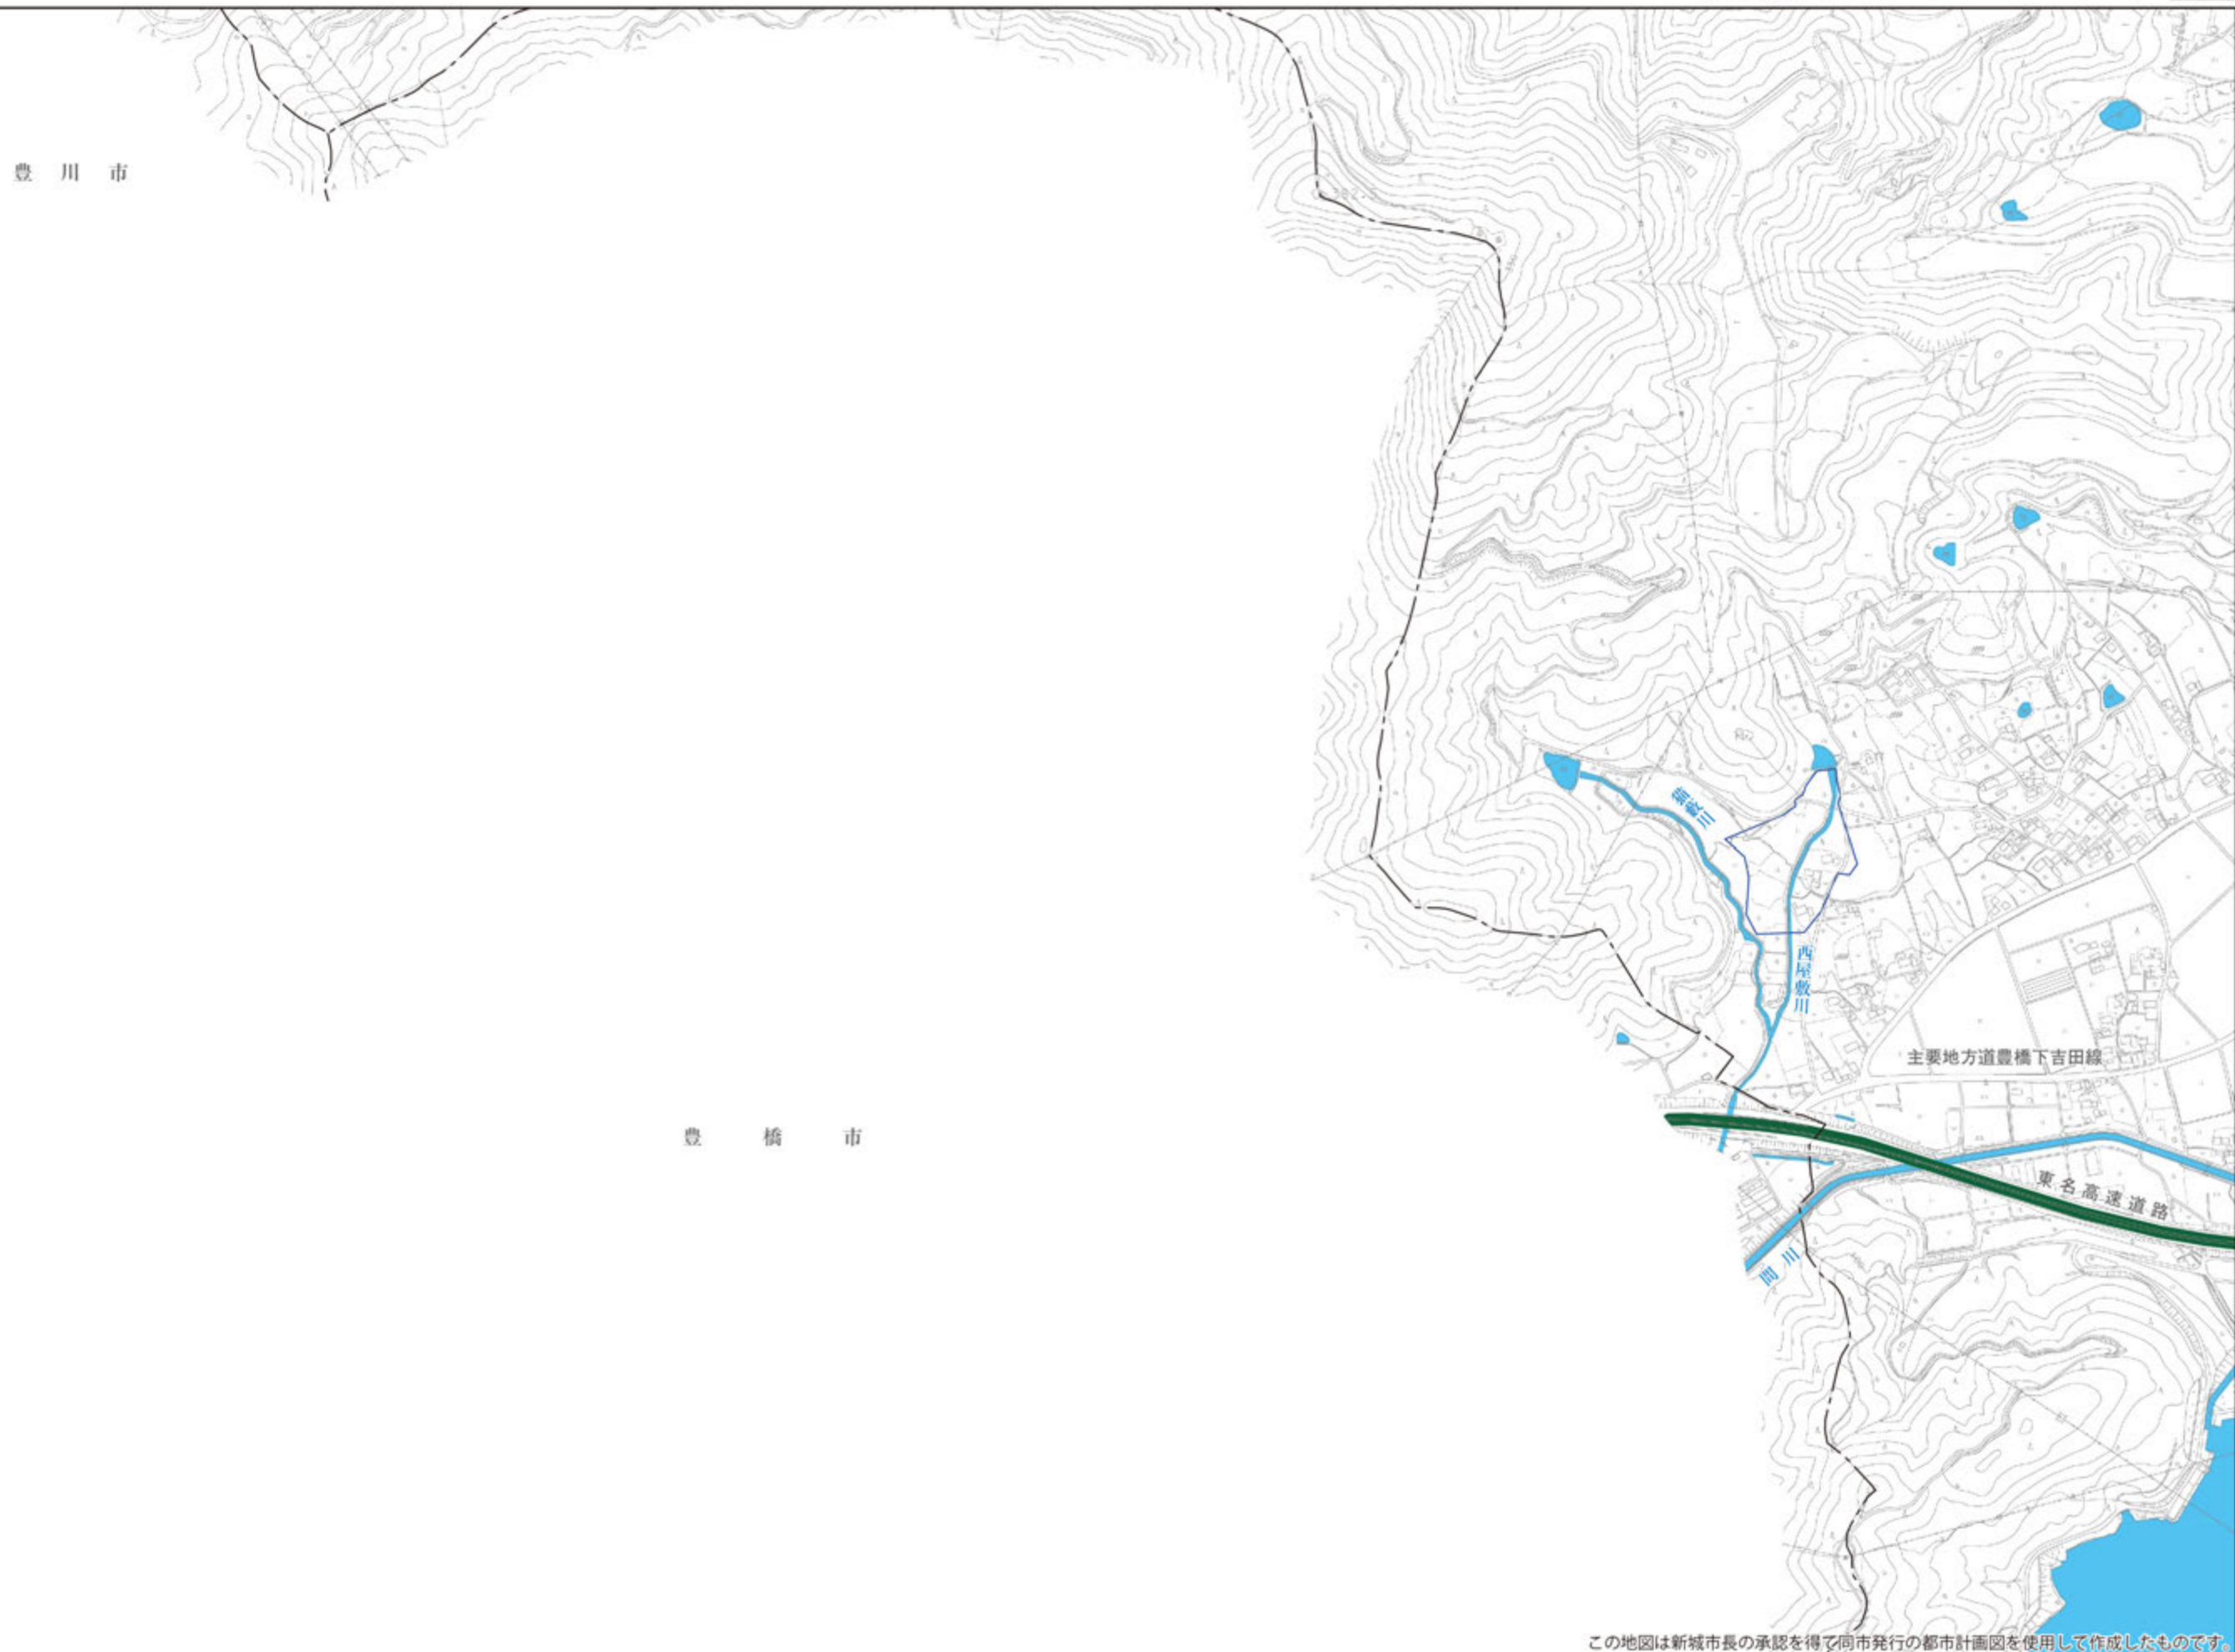 豊川市
西屋敷川
主要地方道豊橋下吉田線
豊橋市
東名高速道路
間川
この地図は新城市長の承認を得て同市発行の都市計画図を使用して作成したものです。